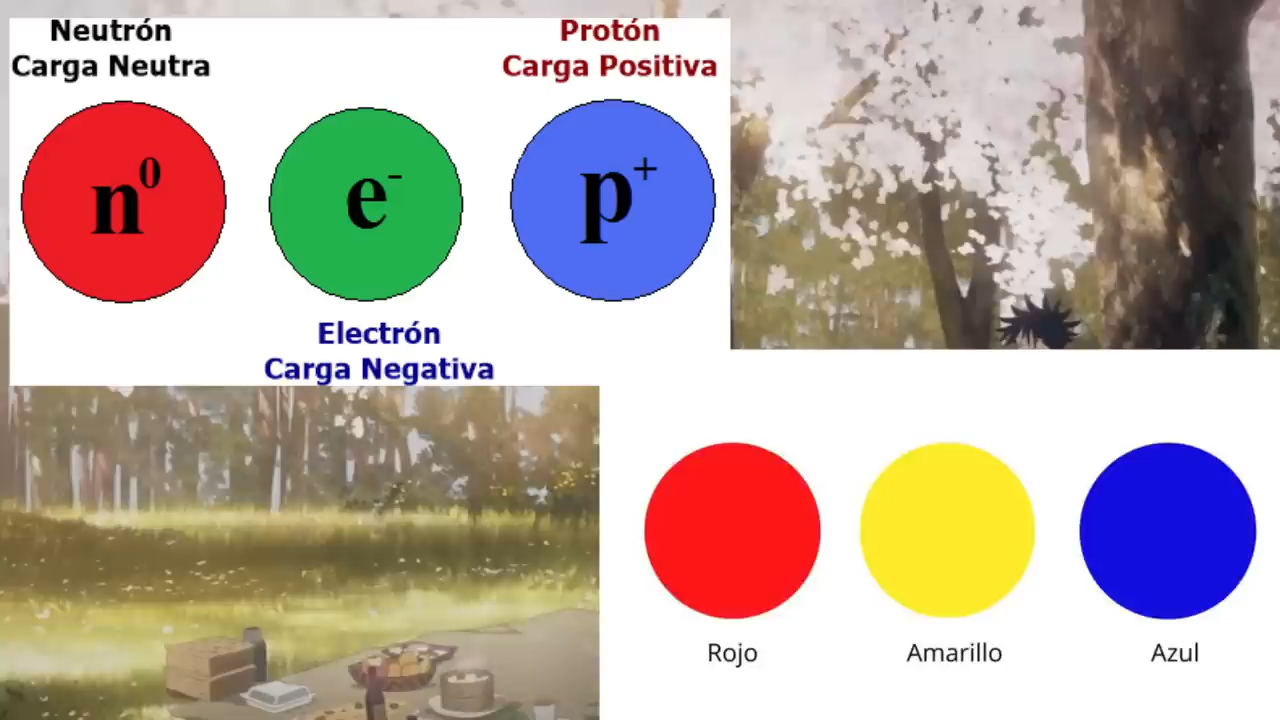 Neutrón
Carga Neutra
Protón
Carga Positiva
n⁰
e⁻
p⁺
Electrón
Carga Negativa
Rojo
Amarillo
Azul